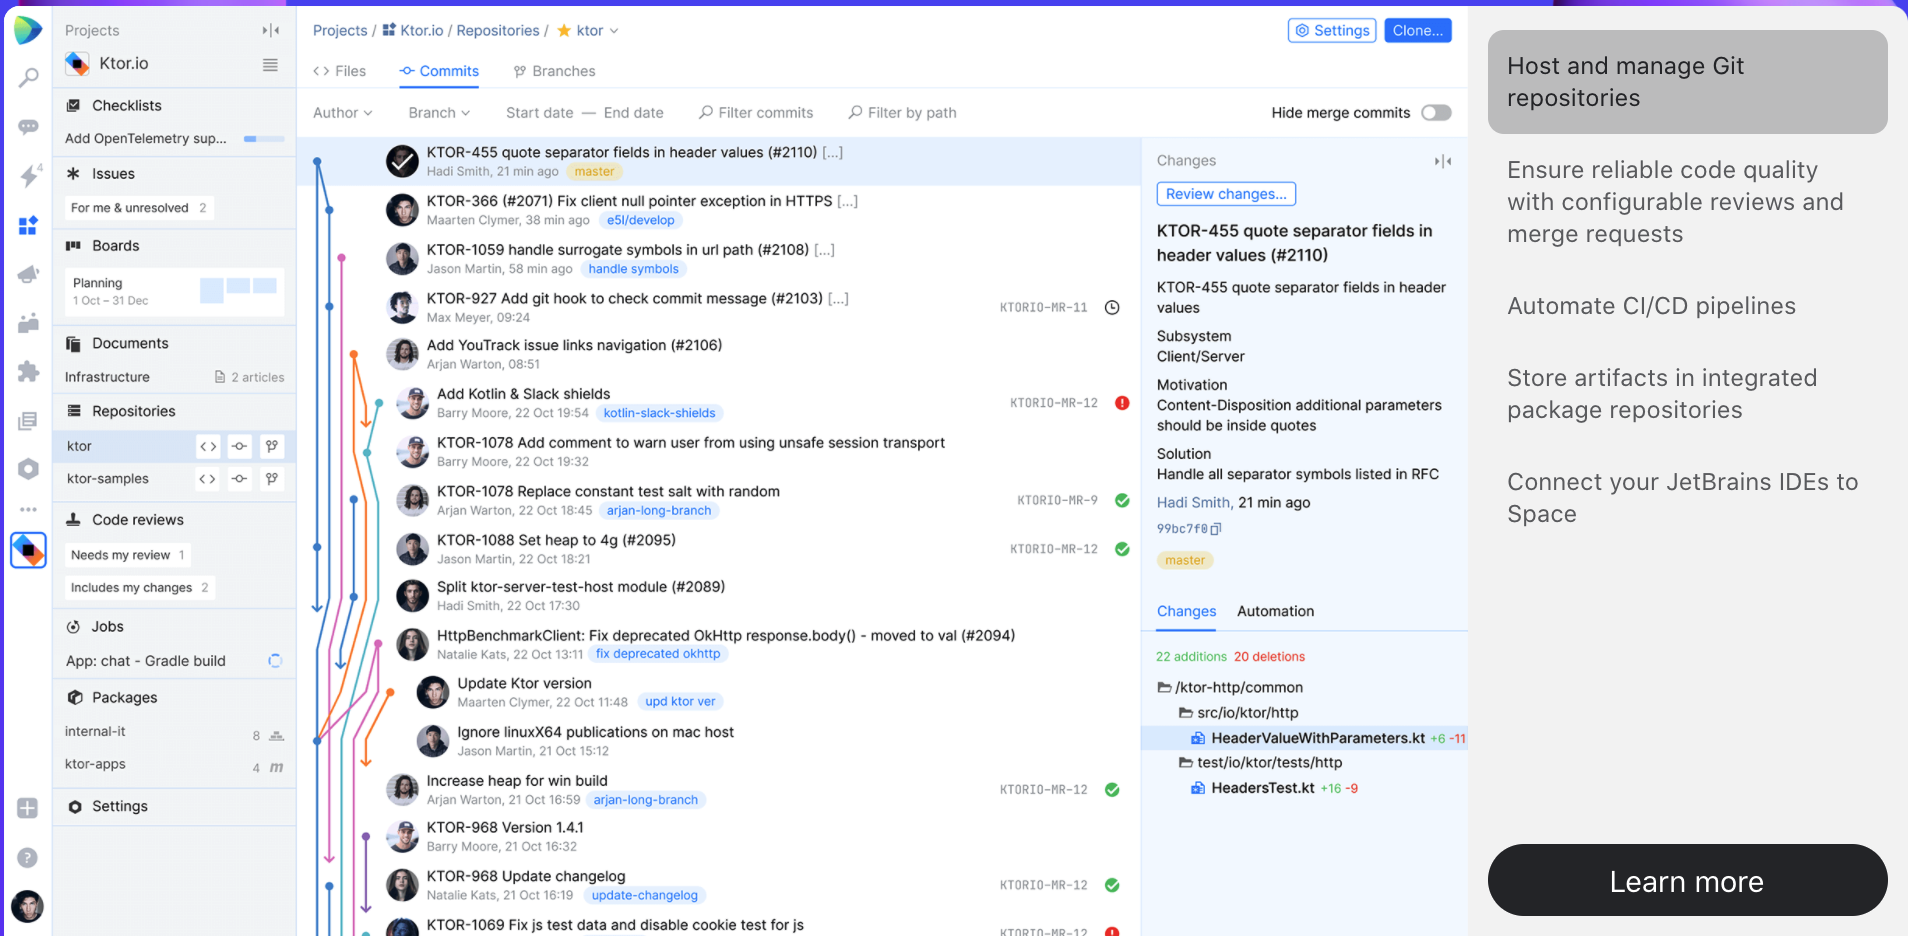 Projects
Ktor.io
Checklists
Add OpenTelemetry sup...
Issues
For me & unresolved 2
Boards
Planning
1 Oct – 31 Dec
Documents
Infrastructure 2 articles
Repositories
ktor
ktor-samples
Code reviews
Needs my review 1
Includes my changes 2
Jobs
App: chat - Gradle build
Packages
internal-it 8
ktor-apps 4 m
Settings
4
?
Projects / Ktor.io / Repositories / ktor
Settings Clone...
Files Commits Branches
Author Branch Start date — End date Filter commits Filter by path Hide merge commits
KTOR-455 quote separator fields in header values (#2110) [...]
Hadi Smith, 21 min ago master
KTOR-366 (#2071) Fix client null pointer exception in HTTPS [...]
Maarten Clymer, 38 min ago e5l/develop
KTOR-1059 handle surrogate symbols in url path (#2108) [...]
Jason Martin, 58 min ago handle symbols
KTOR-927 Add git hook to check commit message (#2103) [...]
Max Meyer, 09:24
KTORIO-MR-11
Add YouTrack issue links navigation (#2106)
Arjan Warton, 08:51
Add Kotlin & Slack shields
Barry Moore, 22 Oct 19:54 kotlin-slack-shields
KTORIO-MR-12
KTOR-1078 Add comment to warn user from using unsafe session transport
Barry Moore, 22 Oct 19:32
KTOR-1078 Replace constant test salt with random
Arjan Warton, 22 Oct 18:45 arjan-long-branch
KTORIO-MR-9
KTOR-1088 Set heap to 4g (#2095)
Jason Martin, 22 Oct 18:21
KTORIO-MR-12
Split ktor-server-test-host module (#2089)
Hadi Smith, 22 Oct 17:30
HttpBenchmarkClient: Fix deprecated OkHttp response.body() - moved to val (#2094)
Natalie Kats, 22 Oct 13:11 fix deprecated okhttp
Update Ktor version
Maarten Clymer, 22 Oct 11:48 upd ktor ver
Ignore linuxX64 publications on mac host
Jason Martin, 21 Oct 15:12
Increase heap for win build
Arjan Warton, 21 Oct 16:59 arjan-long-branch
KTORIO-MR-12
KTOR-968 Version 1.4.1
Barry Moore, 21 Oct 16:32
KTOR-968 Update changelog
Natalie Kats, 21 Oct 16:19 update-changelog
KTORIO-MR-12
KTOR-1069 Fix js test data and disable cookie test for js
KTORIO-MR-12
Changes
Review changes...
KTOR-455 quote separator fields in
header values (#2110)
KTOR-455 quote separator fields in header
values
Subsystem
Client/Server
Motivation
Content-Disposition additional parameters
should be inside quotes
Solution
Handle all separator symbols listed in RFC
Hadi Smith, 21 min ago
99bc7f0
master
Changes Automation
22 additions 20 deletions
/ktor-http/common
src/io/ktor/http
HeaderValueWithParameters.kt +6 -11
test/io/ktor/tests/http
HeadersTest.kt +16 -9
Host and manage Git
repositories
Ensure reliable code quality
with configurable reviews and
merge requests
Automate CI/CD pipelines
Store artifacts in integrated
package repositories
Connect your JetBrains IDEs to
Space
Learn more